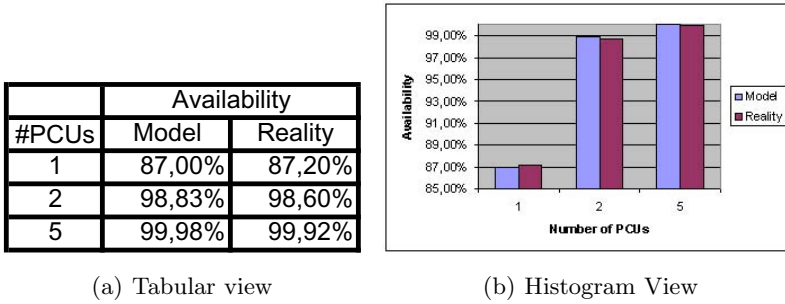 Availability
#PCUs Model Reality
1 87,00% 87,20%
2 98,83% 98,60%
5 99,98% 99,92%
(a) Tabular view
99,00%
97,00%
95,00%
93,00%
91,00%
89,00%
87,00%
85,00%
Availability
1 2 5
Number of PCUs
Model
Reality
(b) Histogram View